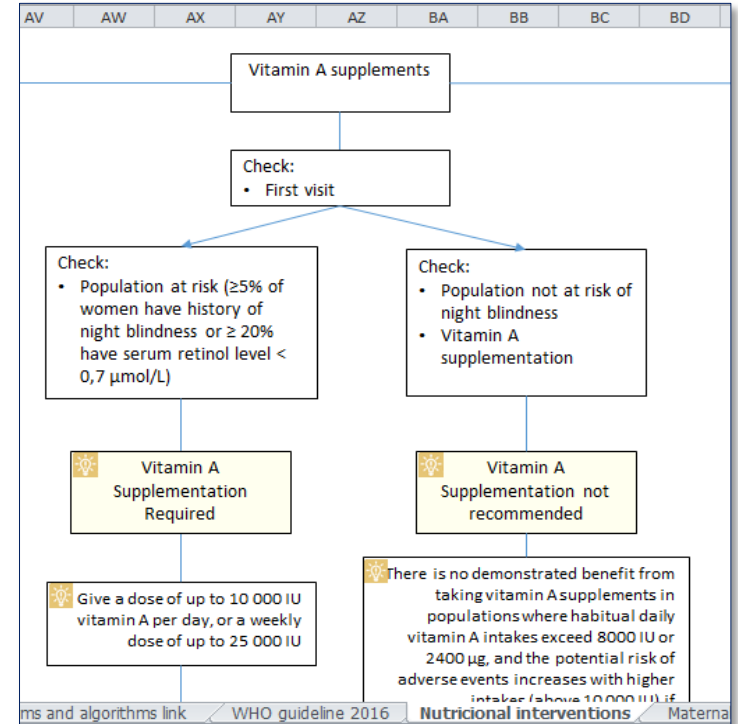 AV AW AX AY AZ BA BB BC BD
Vitamin A supplements
Check:
• First visit
Check:
• Population at risk (≥5% of
women have history of
night blindness or ≥ 20%
have serum retinol level <
0,7 µmol/L)
Check:
• Population not at risk of
night blindness
• Vitamin A
supplementation
Vitamin A
Supplementation
Required
Vitamin A
Supplementation not
recommended
Give a dose of up to 10 000 IU
vitamin A per day, or a weekly
dose of up to 25 000 IU
There is no demonstrated benefit from
taking vitamin A supplements in
populations where habitual daily
vitamin A intakes exceed 8000 IU or
2400 µg, and the potential risk of
adverse events increases with higher
intakes (above 10 000 IU) if
ms and algorithms link WHO guideline 2016 Nutricional interventions Materna